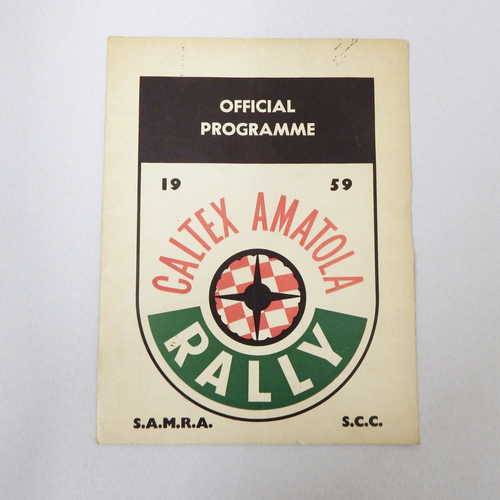 OFFICIAL
PROGRAMME
19 59
CALTEX AMATOLA
RALLY
S.A.M.R.A. S.C.C.